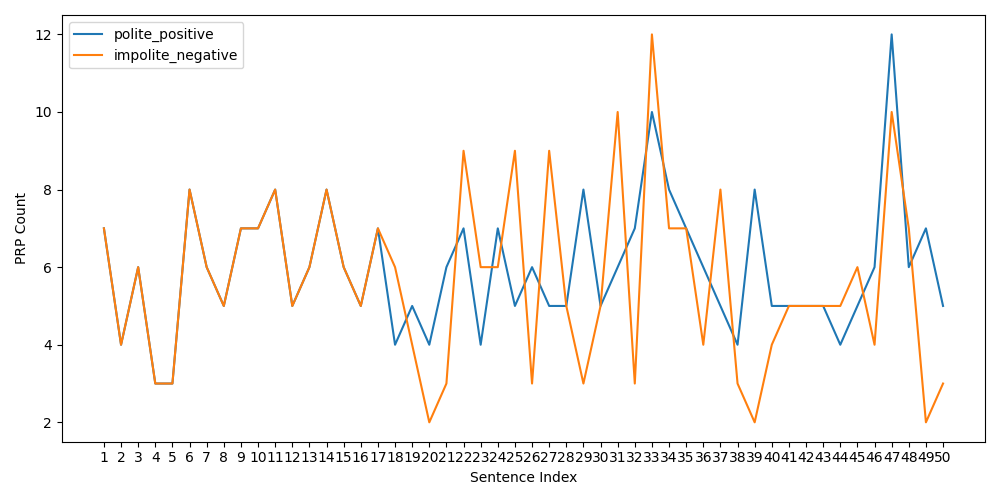 polite_positive
impolite_negative
12
10
8
6
4
2
PRP Count
1 2 3 4 5 6 7 8 9 10 11 12 13 14 15 16 17 18 19 20 21 22 23 24 25 26 27 28 29 30 31 32 33 34 35 36 37 38 39 40 41 42 43 44 45 46 47 48 49 50
Sentence Index